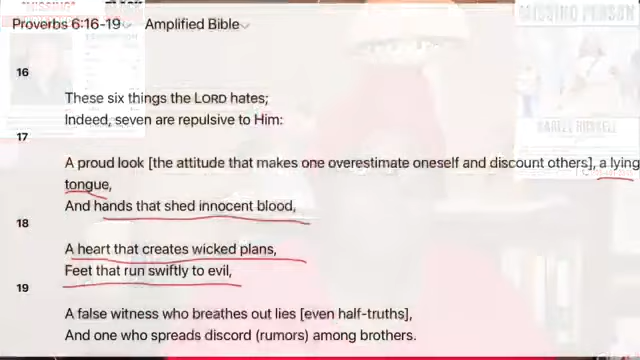 Proverbs 6:16-19 Amplified Bible
MISSING PERSON
16
These six things the LORD hates;
Indeed, seven are repulsive to Him:
17
A proud look [the attitude that makes one overestimate oneself and discount others], a lying
tongue,
And hands that shed innocent blood,
18
A heart that creates wicked plans,
Feet that run swiftly to evil,
19
A false witness who breathes out lies [even half-truths],
And one who spreads discord (rumors) among brothers.